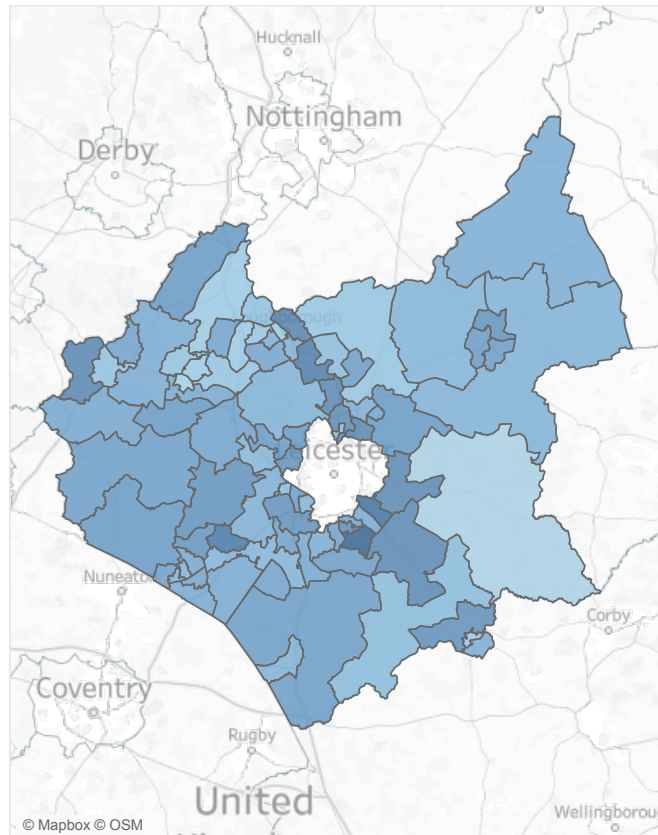 Hucknall
Nottingham
Derby
Leicester
Nuneaton
Corby
Coventry
Rugby
United
Wellingborou
© Mapbox © OSM